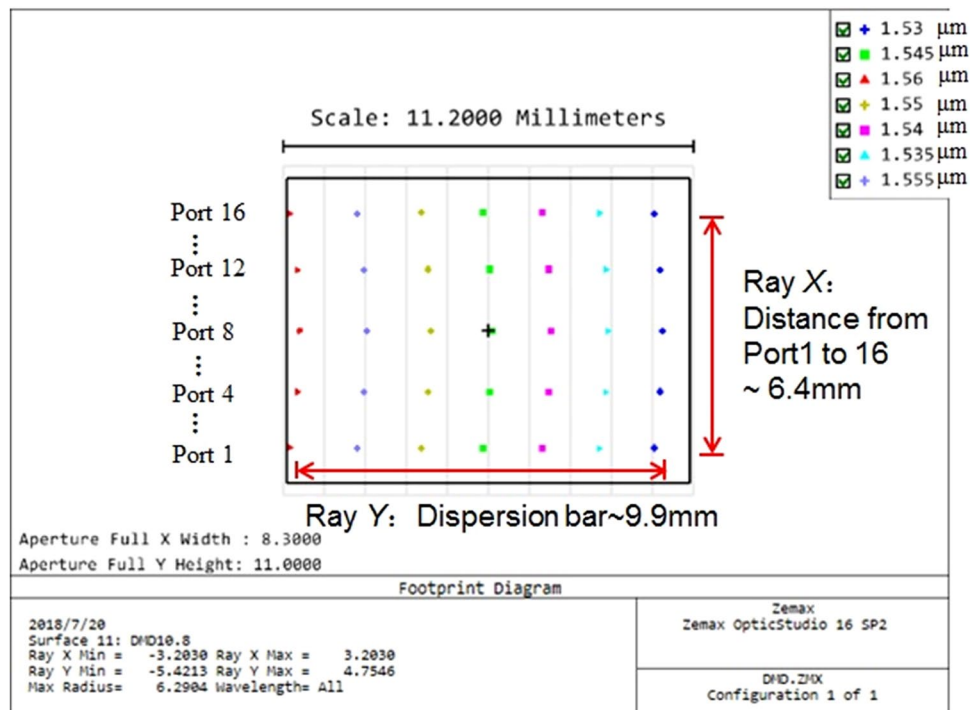 1.53 μm
1.545 μm
1.56 μm
1.55 μm
1.54 μm
1.535 μm
1.555 μm
Scale: 11.2000 Millimeters
Port 16
Port 12
Port 8
Port 4
Port 1
Ray X:
Distance from
Port1 to 16
~ 6.4mm
Ray Y: Dispersion bar~9.9mm
Aperture Full X Width : 8.3000
Aperture Full Y Height: 11.0000
Footprint Diagram
2018/7/20
Surface 11: DMD10.8
Ray X Min = -3.2030 Ray X Max = 3.2030
Ray Y Min = -5.4213 Ray Y Max = 4.7546
Max Radius= 6.2904 Wavelength= All
Zemax
Zemax OpticStudio 16 SP2
DMD.ZMX
Configuration 1 of 1